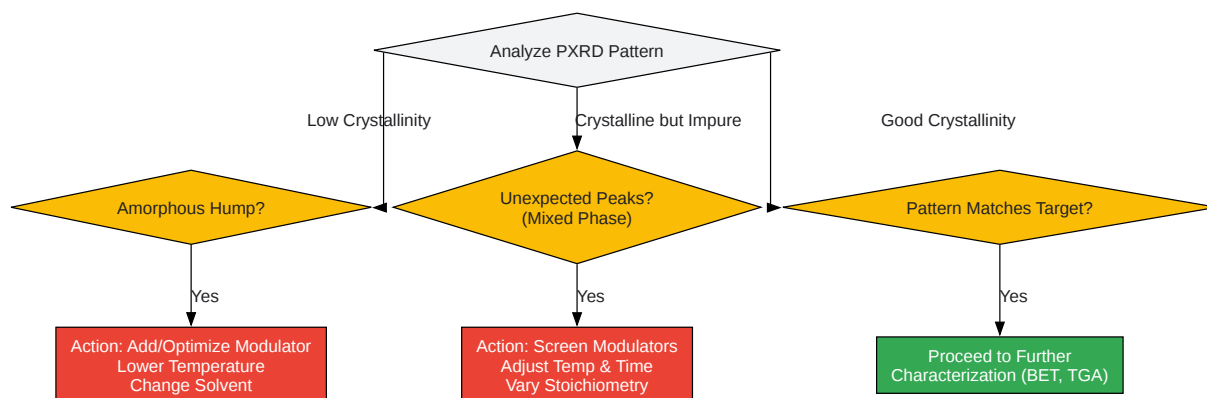 Analyze PXRD Pattern
Low Crystallinity
Crystalline but Impure
Good Crystallinity
Amorphous Hump?
Unexpected Peaks?
(Mixed Phase)
Pattern Matches Target?
Yes
Yes
Yes
Action: Add/Optimize Modulator
Lower Temperature
Change Solvent
Action: Screen Modulators
Adjust Temp & Time
Vary Stoichiometry
Proceed to Further
Characterization (BET, TGA)